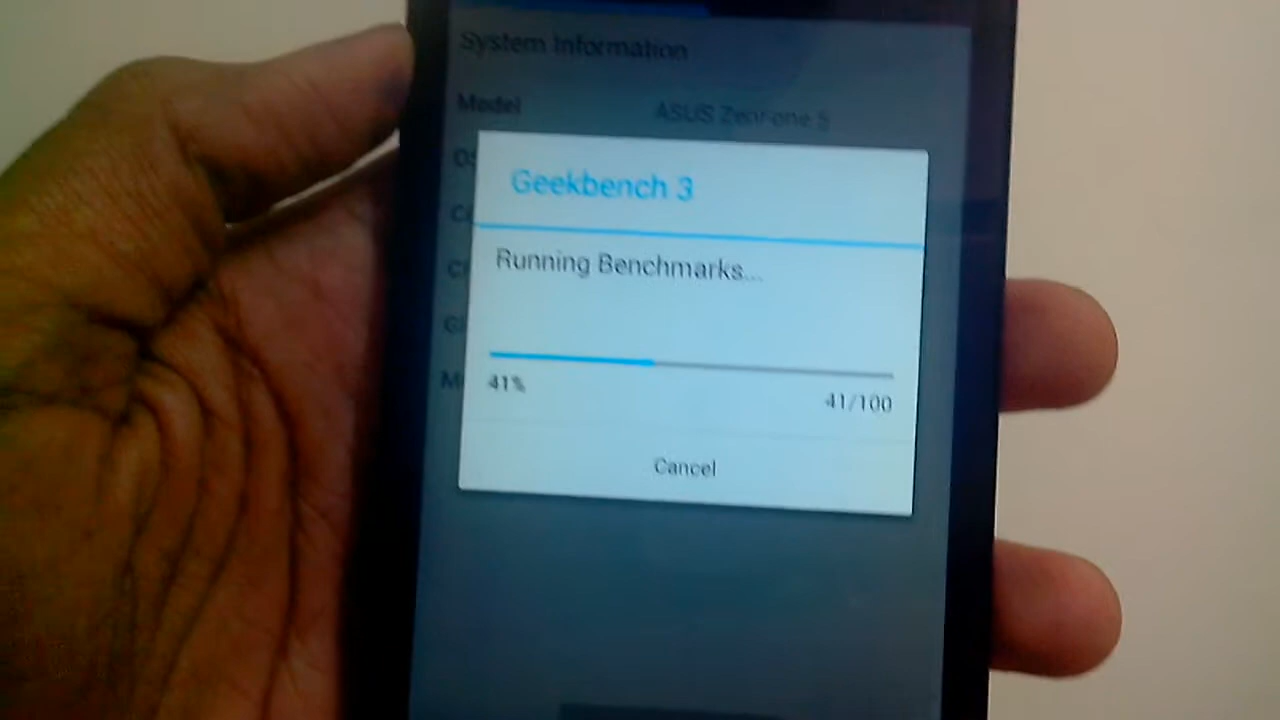 System Information
Model
ASUS ZenFone 5
Geekbench 3
Running Benchmarks...
41%
41/100
Cancel